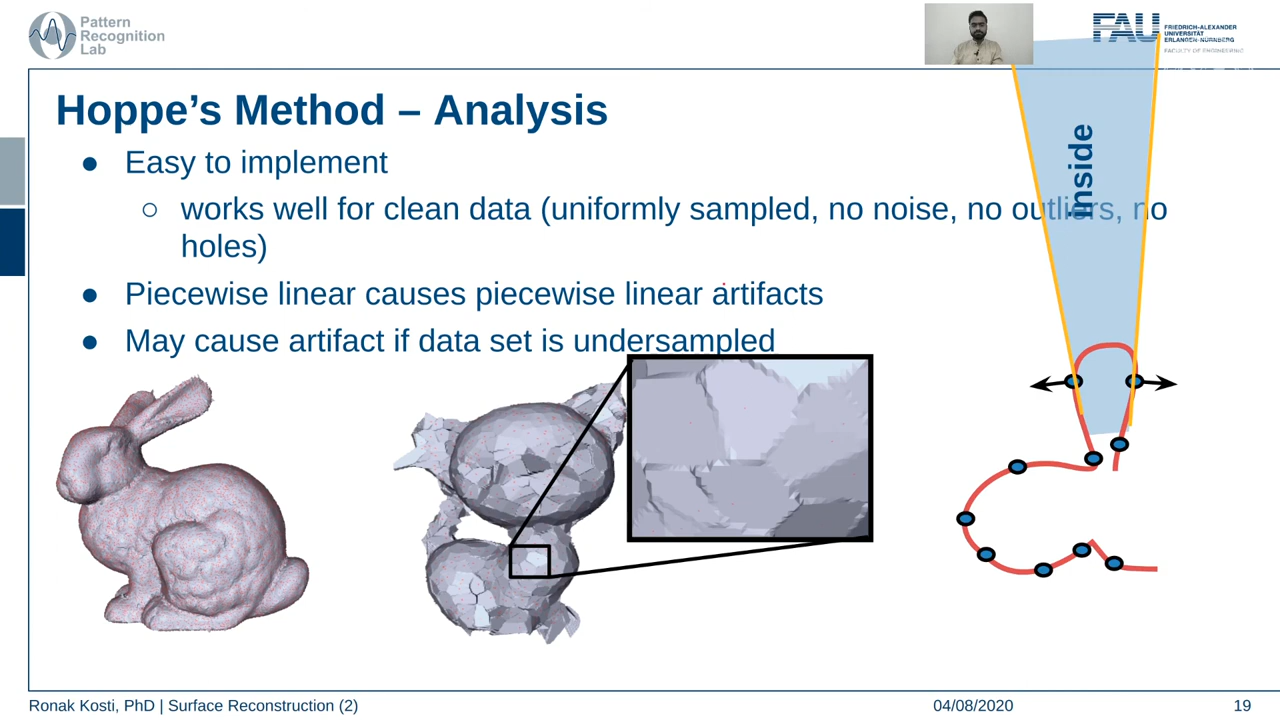 Pattern
Recognition
Lab
FAU
FRIEDRICH-ALEXANDER
UNIVERSITÄT
ERLANGEN-NÜRNBERG
FACULTY OF ENGINEERING
Hoppe's Method – Analysis
● Easy to implement
○ works well for clean data (uniformly sampled, no noise, no outliers, no
holes)
● Piecewise linear causes piecewise linear artifacts
● May cause artifact if data set is undersampled
Inside
Ronak Kosti, PhD | Surface Reconstruction (2)
04/08/2020
19